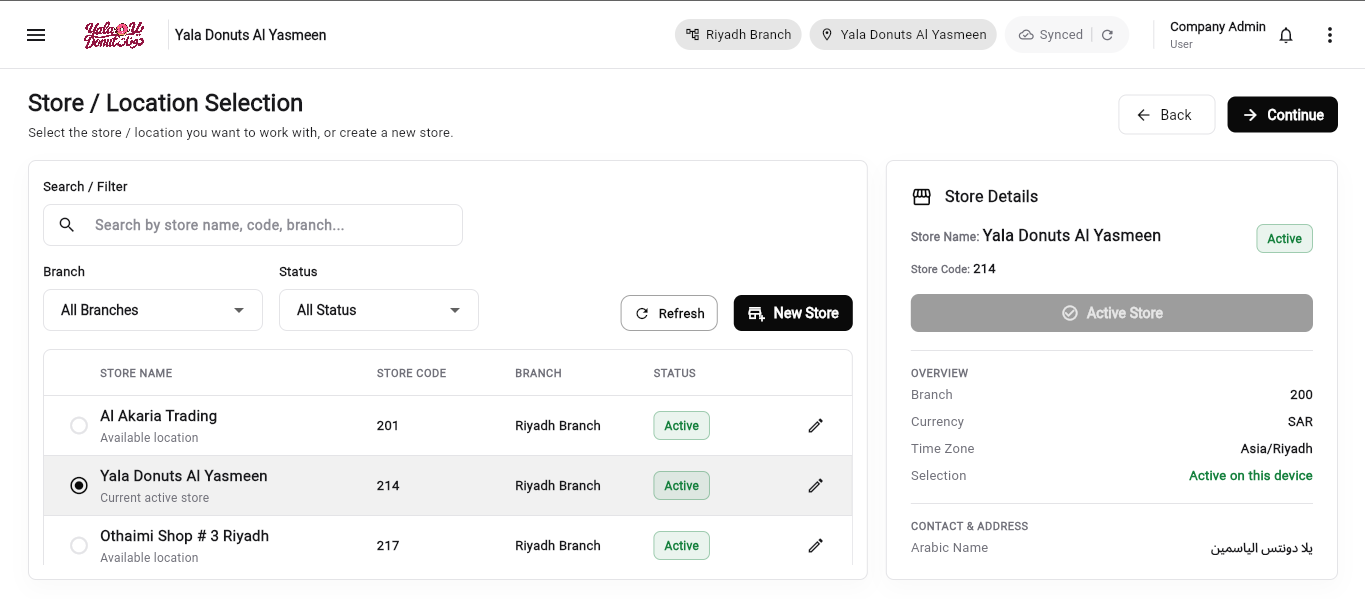 Yala
Donuts دونات
Yala Donuts Al Yasmeen
Riyadh Branch
Yala Donuts Al Yasmeen
Synced
Company Admin
User
Store / Location Selection
Select the store / location you want to work with, or create a new store.
Back
Continue
Search / Filter
Search by store name, code, branch...
Branch
Status
All Branches
All Status
Refresh
New Store
STORE NAME STORE CODE BRANCH STATUS
Al Akaria Trading
Available location
201 Riyadh Branch Active
Yala Donuts Al Yasmeen
Current active store
214 Riyadh Branch Active
Othaimi Shop # 3 Riyadh
Available location
217 Riyadh Branch Active
Store Details
Store Name: Yala Donuts Al Yasmeen
Active
Store Code: 214
Active Store
OVERVIEW
Branch 200
Currency SAR
Time Zone Asia/Riyadh
Selection Active on this device
CONTACT & ADDRESS
Arabic Name يلا دونتس الياسمين